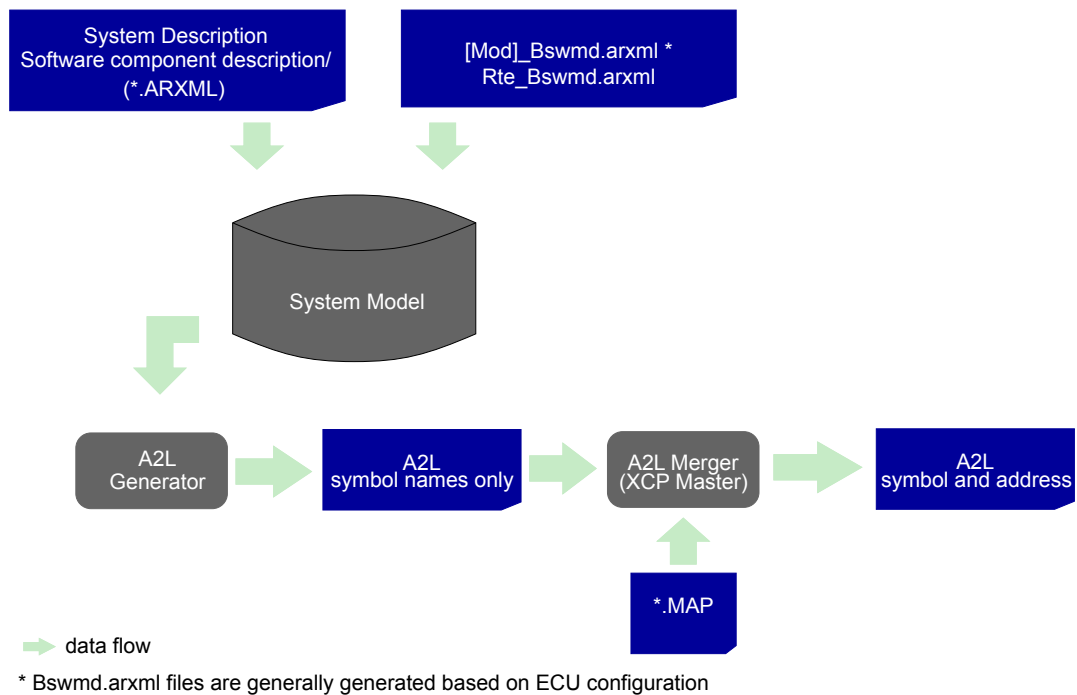 System Description
Software component description/
(*.ARXML)
[Mod]_Bswmd.arxml *
Rte_Bswmd.arxml
System Model
A2L
Generator
A2L
symbol names only
A2L Merger
(XCP Master)
A2L
symbol and address
*.MAP
data flow
* Bswmd.arxml files are generally generated based on ECU configuration